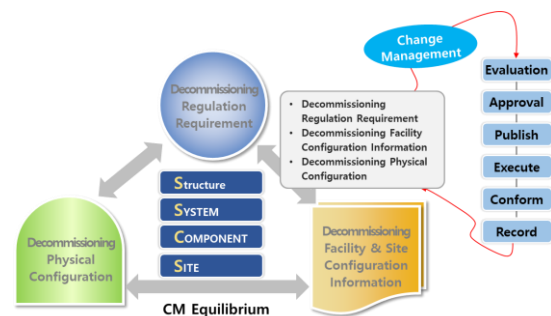 Change
Management
Evaluation
Approval
Publish
Execute
Conform
Record
Decommissioning
Regulation
Requirement
• Decommissioning
Regulation Requirement
• Decommissioning Facility
Configuration Information
• Decommissioning Physical
Configuration
Structure
SYSTEM
COMPONENT
SITE
Decommissioning
Physical
Configuration
Decommissioning
Facility & Site
Configuration
Information
CM Equilibrium